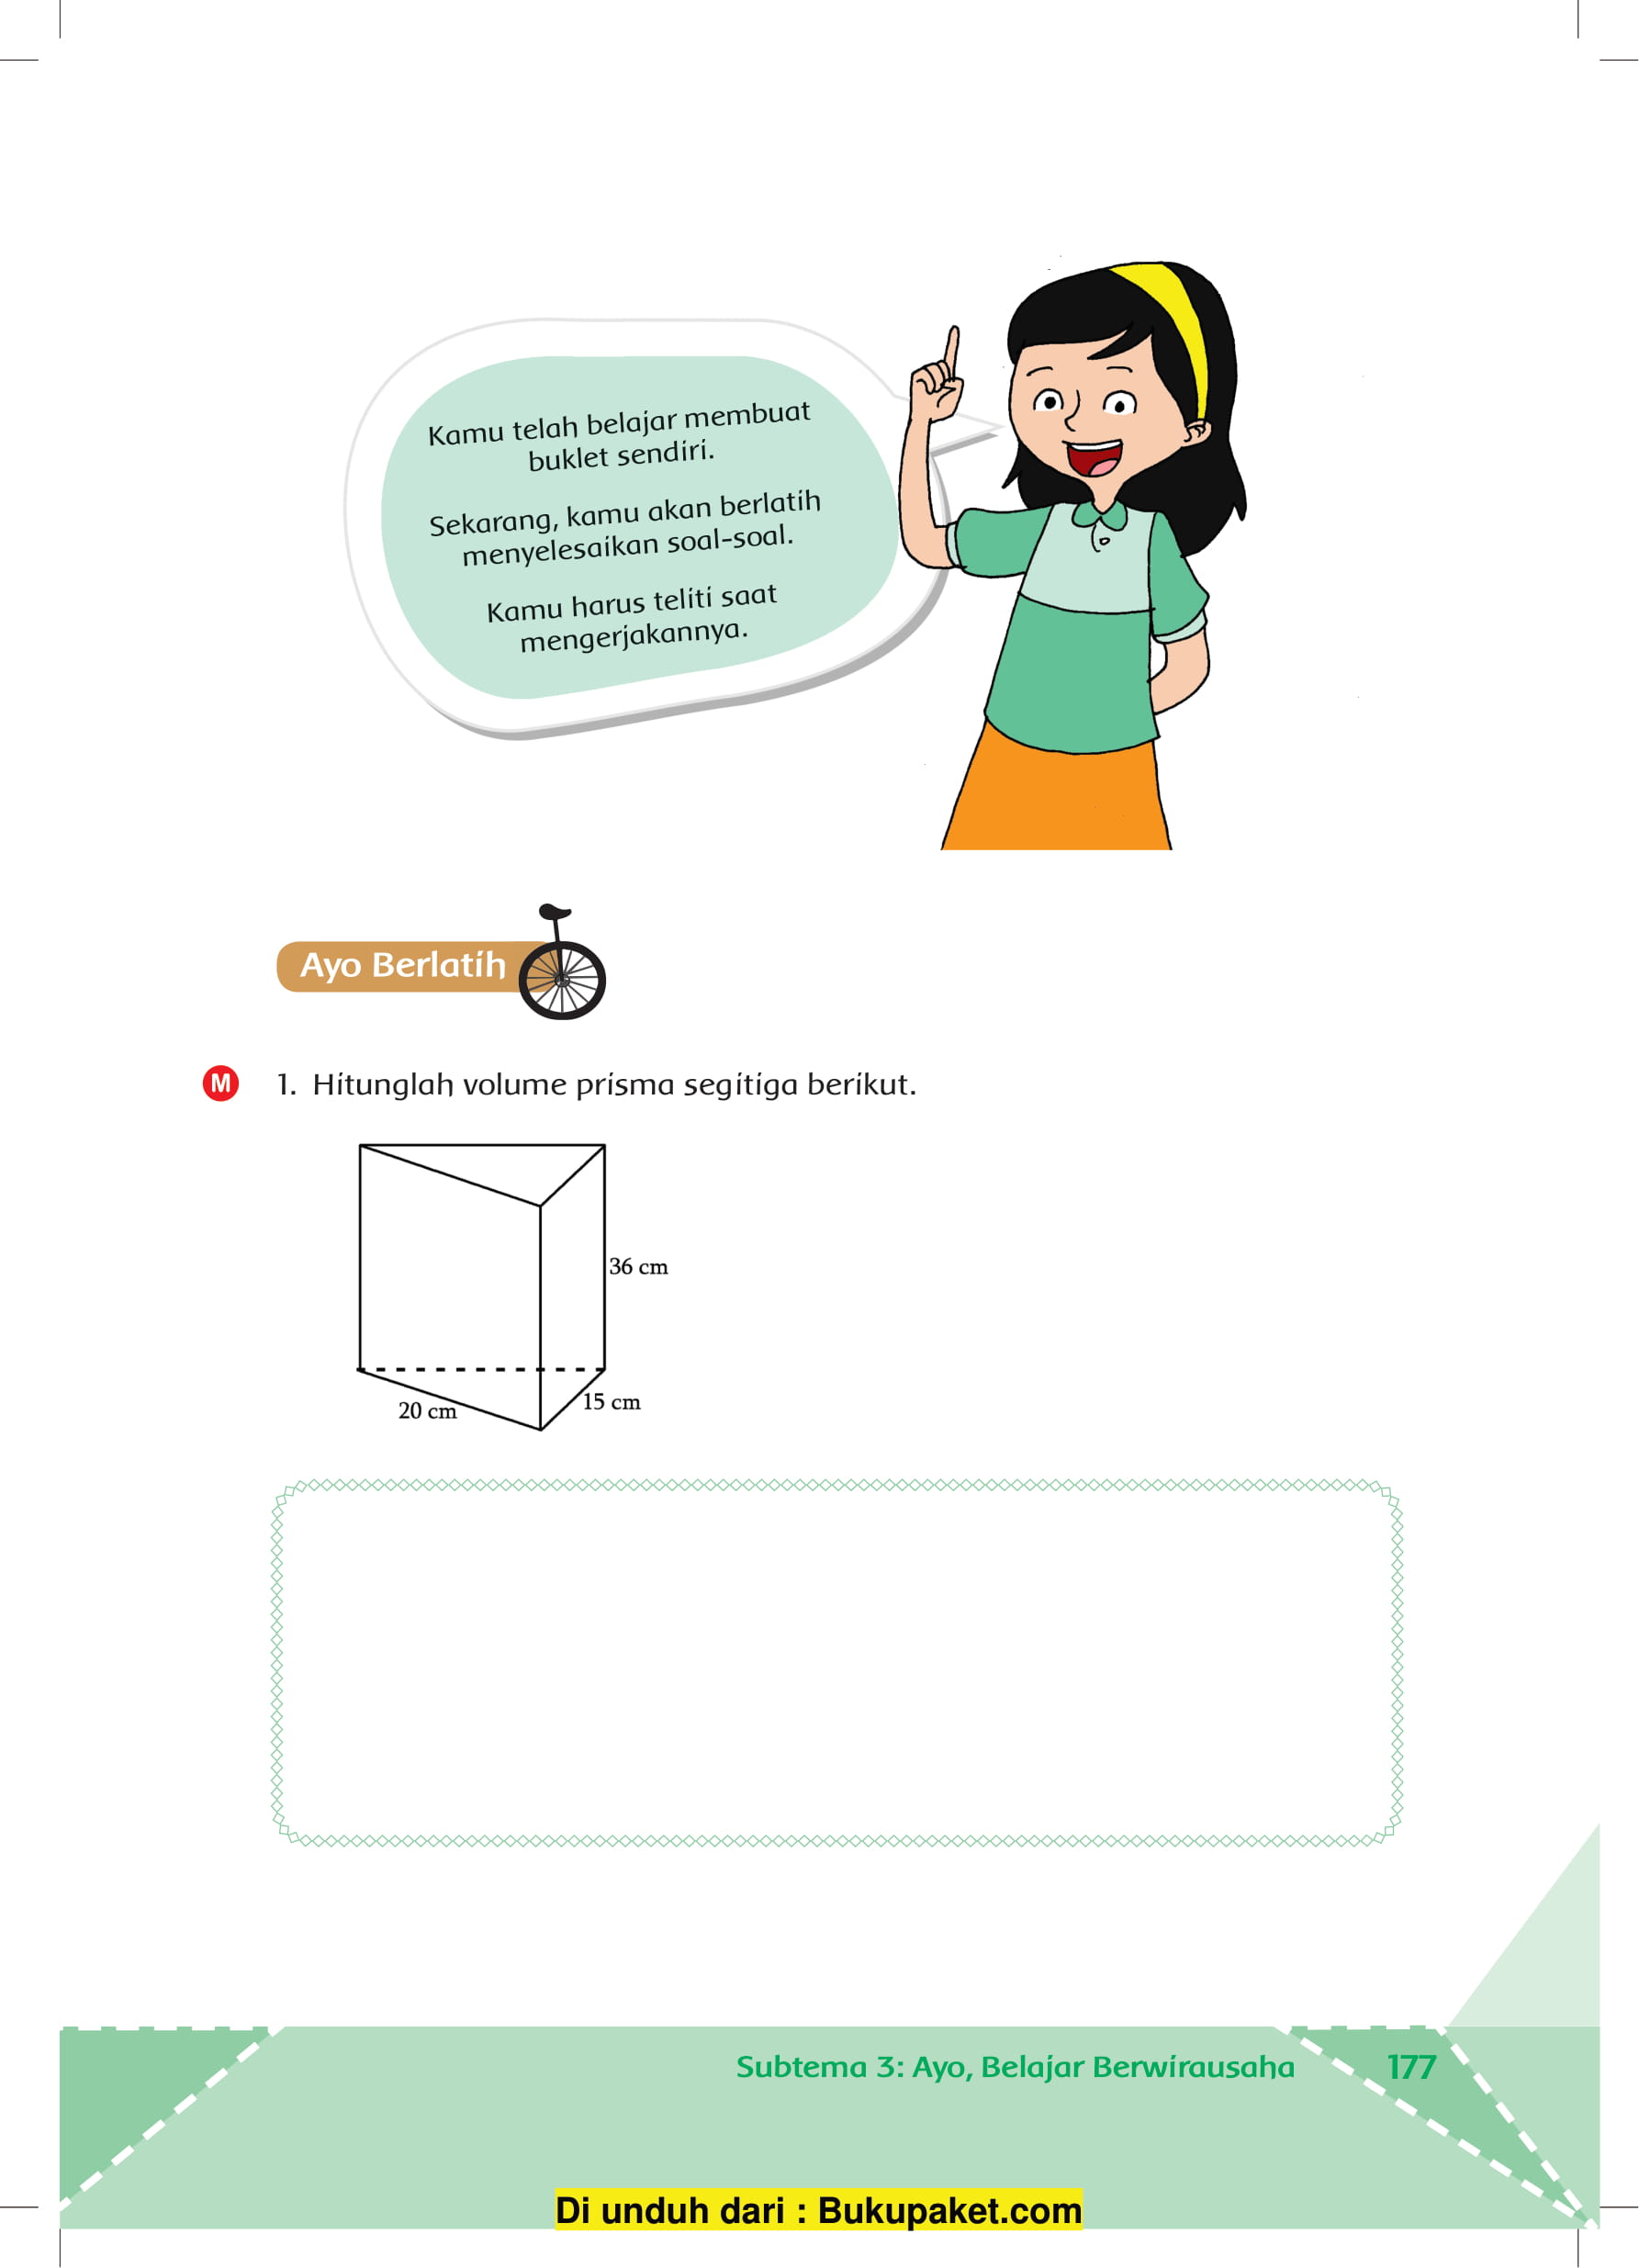 Kamu telah belajar membuat
buklet sendiri.
Sekarang, kamu akan berlatih
menyelesaikan soal-soal.
Kamu harus teliti saat
mengerjakannya.
Ayo Berlatih
M
1. Hitunglah volume prisma segitiga berikut.
36 cm
20 cm
15 cm
Subtema 3: Ayo, Belajar Berwirausaha 177
Di unduh dari : Bukupaket.com